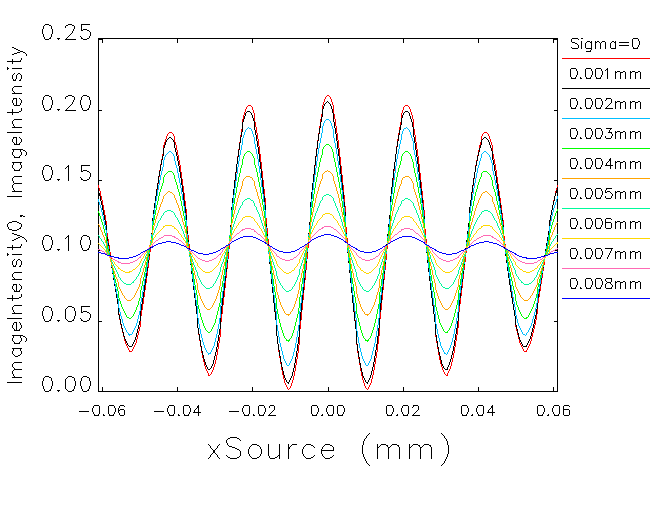 ImageIntensity0, ImageIntensity
0.25
0.20
0.15
0.10
0.05
0.00
−0.06 −0.04 −0.02 0.00 0.02 0.04 0.06
xSource (mm)
Sigma=0
0.001mm
0.002mm
0.003mm
0.004mm
0.005mm
0.006mm
0.007mm
0.008mm